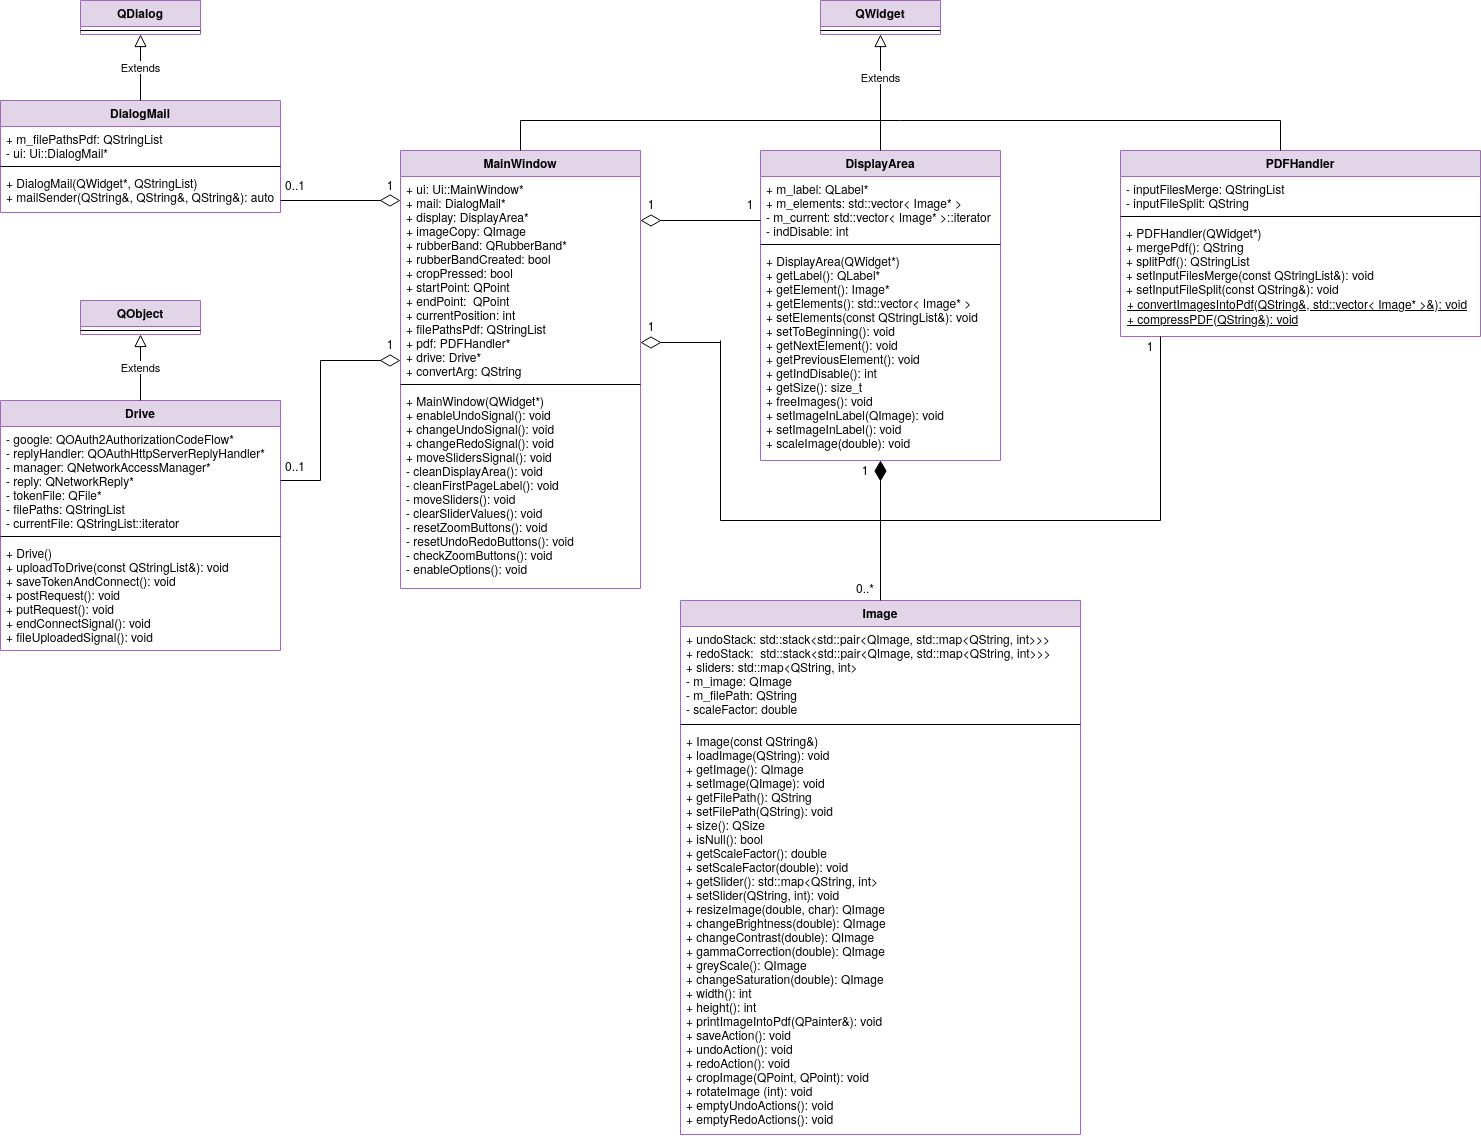 QDialog
Extends
DialogMail
+ m_filePathsPdf: QStringList
- ui: Ui::DialogMail*
+ DialogMail(QWidget*, QStringList)
+ mailSender(QString&, QString&, QString&): auto
0..1
1
QObject
Extends
Drive
- google: QOAuth2AuthorizationCodeFlow*
- replyHandler: QOAuthHttpServerReplyHandler*
- manager: QNetworkAccessManager*
- reply: QNetworkReply*
- tokenFile: QFile*
- filePaths: QStringList
- currentFile: QStringList::iterator
+ Drive()
+ uploadToDrive(const QStringList&): void
+ saveTokenAndConnect(): void
+ postRequest(): void
+ putRequest(): void
+ endConnectSignal(): void
+ fileUploadedSignal(): void
0..1
1
QWidget
Extends
MainWindow
+ ui: Ui::MainWindow*
+ mail: DialogMail*
+ display: DisplayArea*
+ imageCopy: QImage
+ rubberBand: QRubberBand*
+ rubberBandCreated: bool
+ cropPressed: bool
+ startPoint: QPoint
+ endPoint:  QPoint
+ currentPosition: int
+ filePathsPdf: QStringList
+ pdf: PDFHandler*
+ drive: Drive*
+ convertArg: QString
+ MainWindow(QWidget*)
+ enableUndoSignal(): void
+ changeUndoSignal(): void
+ changeRedoSignal(): void
+ moveSlidersSignal(): void
- cleanDisplayArea(): void
- cleanFirstPageLabel(): void
- moveSliders(): void
- clearSliderValues(): void
- resetZoomButtons(): void
- resetUndoRedoButtons(): void
- checkZoomButtons(): void
- enableOptions(): void
1
1
1
DisplayArea
+ m_label: QLabel*
+ m_elements: std::vector< Image* >
- m_current: std::vector< Image* >::iterator
- indDisable: int
+ DisplayArea(QWidget*)
+ getLabel(): QLabel*
+ getElement(): Image*
+ getElements(): std::vector< Image* >
+ setElements(const QStringList&): void
+ setToBeginning(): void
+ getNextElement(): void
+ getPreviousElement(): void
+ getIndDisable(): int
+ getSize(): size_t
+ freeImages(): void
+ setImageInLabel(QImage): void
+ setImageInLabel(): void
+ scaleImage(double): void
1
0..*
PDFHandler
- inputFilesMerge: QStringList
- inputFileSplit: QString
+ PDFHandler(QWidget*)
+ mergePdf(): QString
+ splitPdf(): QStringList
+ setInputFilesMerge(const QStringList&): void
+ setInputFileSplit(const QString&): void
+ convertImagesIntoPdf(QString&, std::vector< Image* >&): void
+ compressPDF(QString&): void
1
Image
+ undoStack: std::stack<std::pair<QImage, std::map<QString, int>>>
+ redoStack:  std::stack<std::pair<QImage, std::map<QString, int>>>
+ sliders: std::map<QString, int>
- m_image: QImage
- m_filePath: QString
- scaleFactor: double
+ Image(const QString&)
+ loadImage(QString): void
+ getImage(): QImage
+ setImage(QImage): void
+ getFilePath(): QString
+ setFilePath(QString): void
+ size(): QSize
+ isNull(): bool
+ getScaleFactor(): double
+ setScaleFactor(double): void
+ getSlider(): std::map<QString, int>
+ setSlider(QString, int): void
+ resizeImage(double, char): QImage
+ changeBrightness(double): QImage
+ changeContrast(double): QImage
+ gammaCorrection(double): QImage
+ greyScale(): QImage
+ changeSaturation(double): QImage
+ width(): int
+ height(): int
+ printImageIntoPdf(QPainter&): void
+ saveAction(): void
+ undoAction(): void
+ redoAction(): void
+ cropImage(QPoint, QPoint): void
+ rotateImage (int): void
+ emptyUndoActions(): void
+ emptyRedoActions(): void